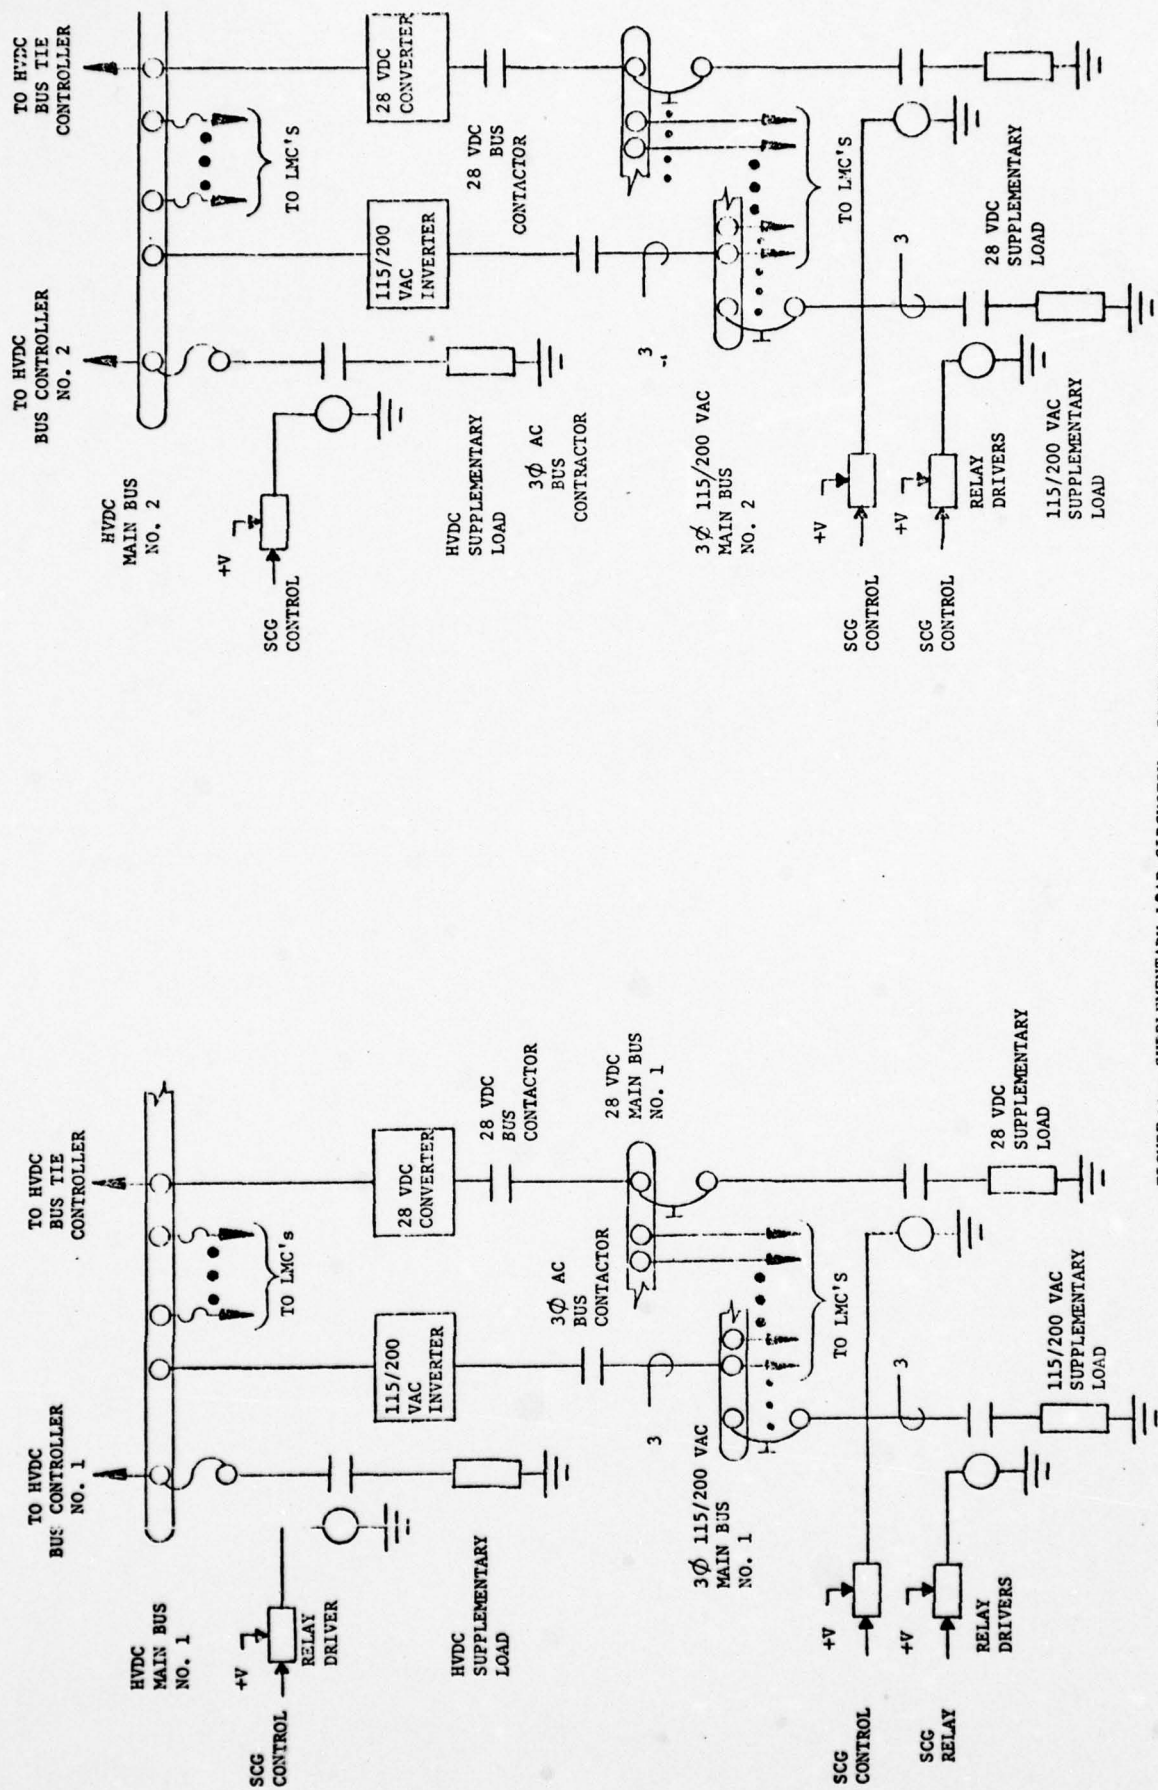 TO HVDC
BUS CONTROLLER
NO. 1
TO HVDC
BUS TIE
CONTROLLER
HVDC
MAIN BUS
NO. 1
TO LMC's
+V
SCG
CONTROL
RELAY
DRIVER
115/200
VAC
INVERTER
28 VDC
CONVERTER
HVDC
SUPPLEMENTARY
LOAD
28 VDC
BUS
CONTACTOR
3Ø AC
BUS
CONTACTOR
28 VDC
MAIN BUS
NO. 1
3
3Ø 115/200 VAC
MAIN BUS
NO. 1
TO LMC'S
+V
SCG
CONTROL
3
+V
SCG
RELAY
RELAY
DRIVERS
115/200 VAC
SUPPLEMENTARY
LOAD
28 VDC
SUPPLEMENTARY
LOAD
TO HVDC
BUS CONTROLLER
NO. 2
TO HVDC
BUS TIE
CONTROLLER
HVDC
MAIN BUS
NO. 2
TO LMC'S
+V
SCG
CONTROL
115/200
VAC
INVERTER
28 VDC
CONVERTER
HVDC
SUPPLEMENTARY
LOAD
28 VDC
BUS
CONTACTOR
3Ø AC
BUS
CONTRACTOR
3
3Ø 115/200 VAC
MAIN BUS
NO. 2
TO LMC'S
+V
SCG
CONTROL
3
+V
SCG
CONTROL
RELAY
DRIVERS
115/200 VAC
SUPPLEMENTARY
LOAD
28 VDC
SUPPLEMENTARY
LOAD